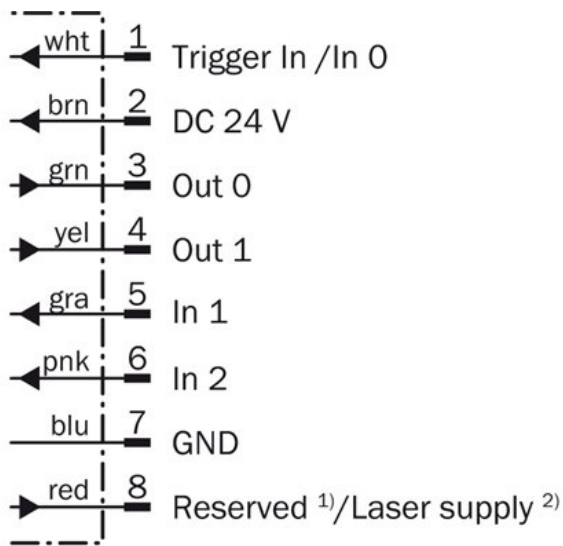 wht 1 Trigger In /In 0
brn 2 DC 24 V
grn 3 Out 0
yel 4 Out 1
gra 5 In 1
pnk 6 In 2
blu 7 GND
red 8 Reserved ¹⁾/Laser supply ²⁾